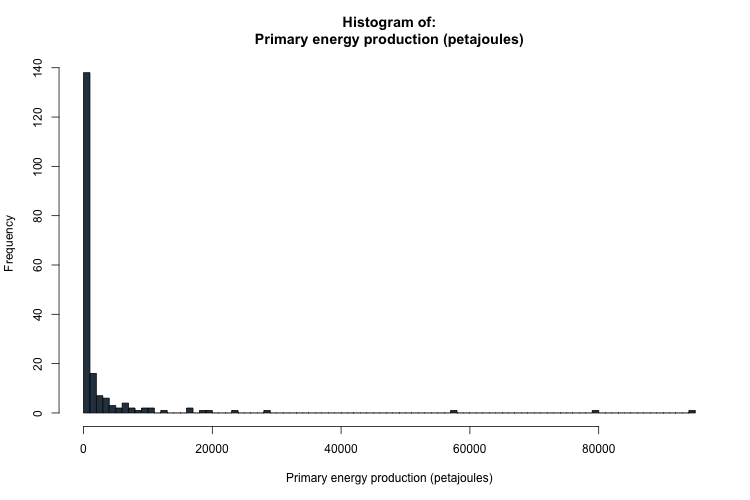 Histogram of:
Primary energy production (petajoules)
140
120
100
80
60
40
20
0
Frequency
0 20000 40000 60000 80000
Primary energy production (petajoules)